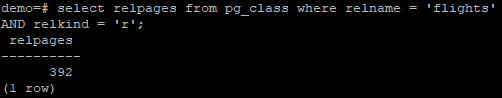 demo=# select relpages from pg_class where relname = 'flights'
AND relkind = 'r';
relpages
----------
392
(1 row)